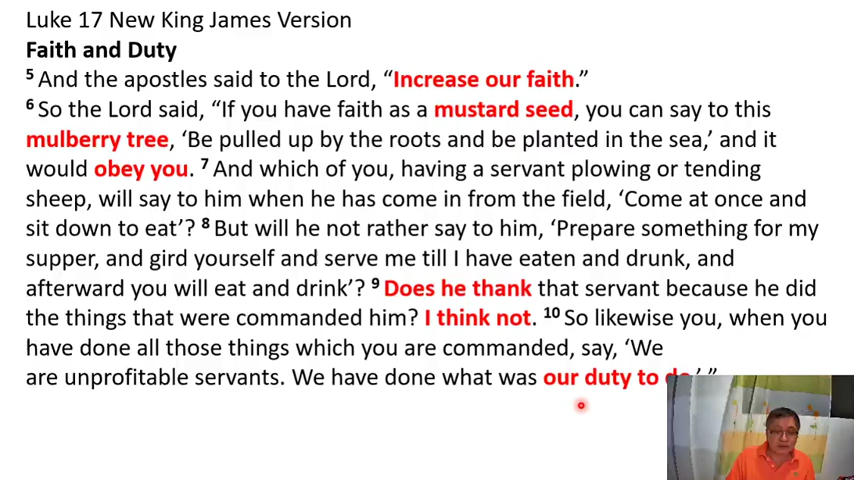 Luke 17 New King James Version
Faith and Duty
5 And the apostles said to the Lord, “Increase our faith.”
6 So the Lord said, “If you have faith as a mustard seed, you can say to this
mulberry tree, ‘Be pulled up by the roots and be planted in the sea,’ and it
would obey you. 7 And which of you, having a servant plowing or tending
sheep, will say to him when he has come in from the field, ‘Come at once and
sit down to eat’? 8 But will he not rather say to him, ‘Prepare something for my
supper, and gird yourself and serve me till I have eaten and drunk, and
afterward you will eat and drink’? 9 Does he thank that servant because he did
the things that were commanded him? I think not. 10 So likewise you, when you
have done all those things which you are commanded, say, ‘We
are unprofitable servants. We have done what was our duty to do.’ ”